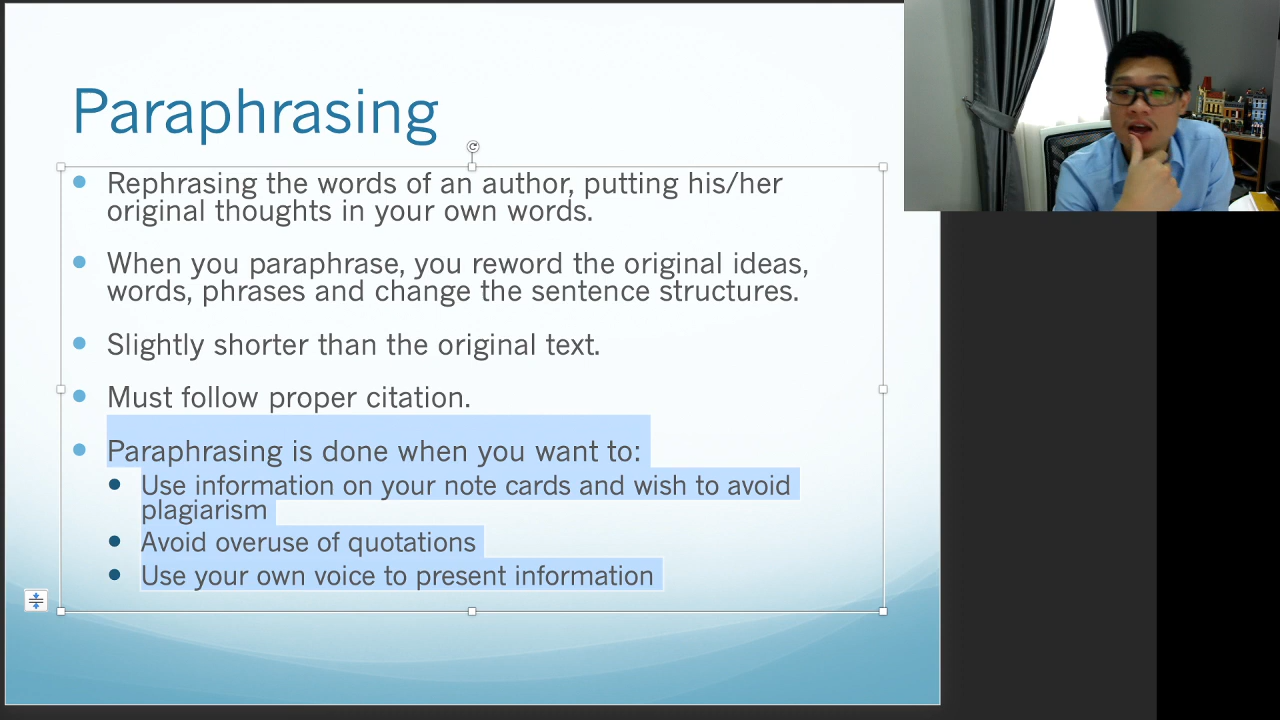 Paraphrasing
Rephrasing the words of an author, putting his/her
original thoughts in your own words.
When you paraphrase, you reword the original ideas,
words, phrases and change the sentence structures.
Slightly shorter than the original text.
Must follow proper citation.
Paraphrasing is done when you want to:
Use information on your note cards and wish to avoid
plagiarism
Avoid overuse of quotations
Use your own voice to present information